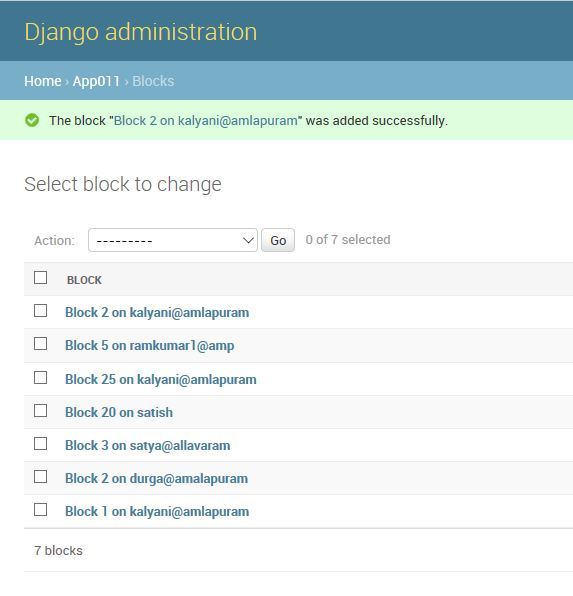 Django administration
Home › App011 › Blocks
The block "Block 2 on kalyani@amlapuram" was added successfully.
Select block to change
Action: --------- Go 0 of 7 selected
BLOCK
Block 2 on kalyani@amlapuram
Block 5 on ramkumar1@amp
Block 25 on kalyani@amlapuram
Block 20 on satish
Block 3 on satya@allavaram
Block 2 on durga@amalapuram
Block 1 on kalyani@amlapuram
7 blocks